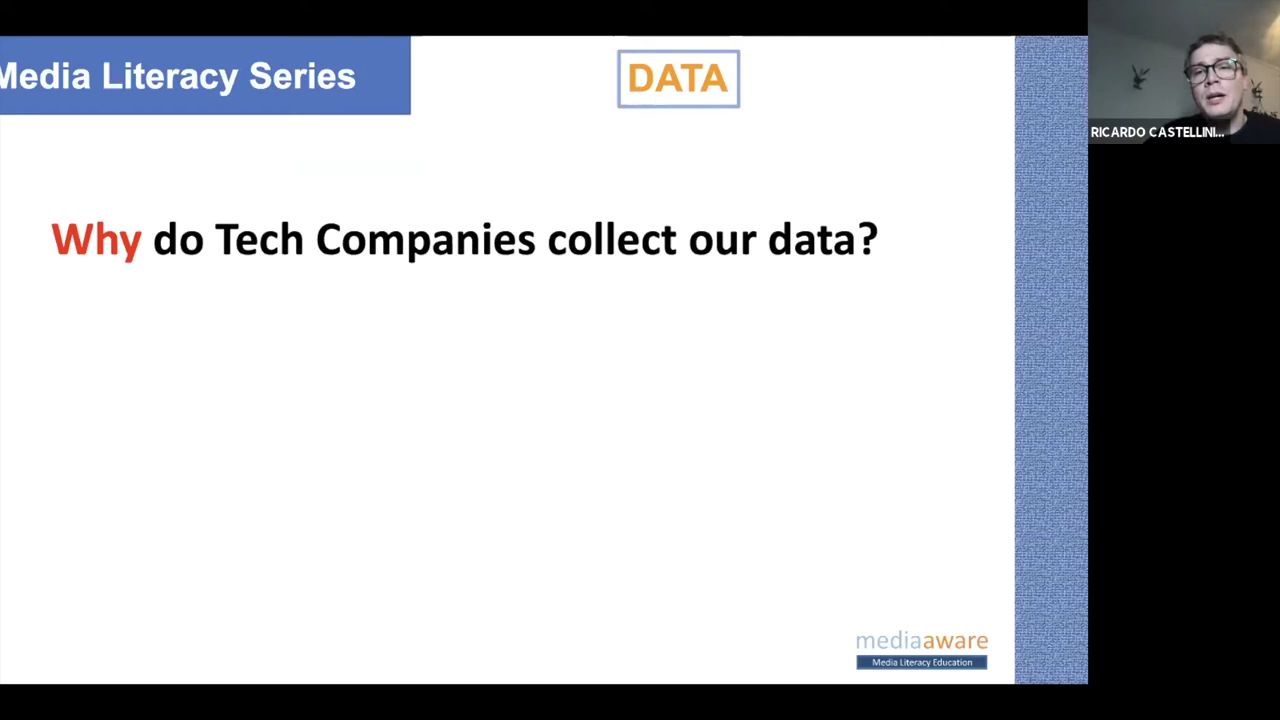 Media Literacy Series
DATA
RICARDO CASTELLINI...
Why do Tech Companies collect our data?
mediaaware
Media Literacy Education